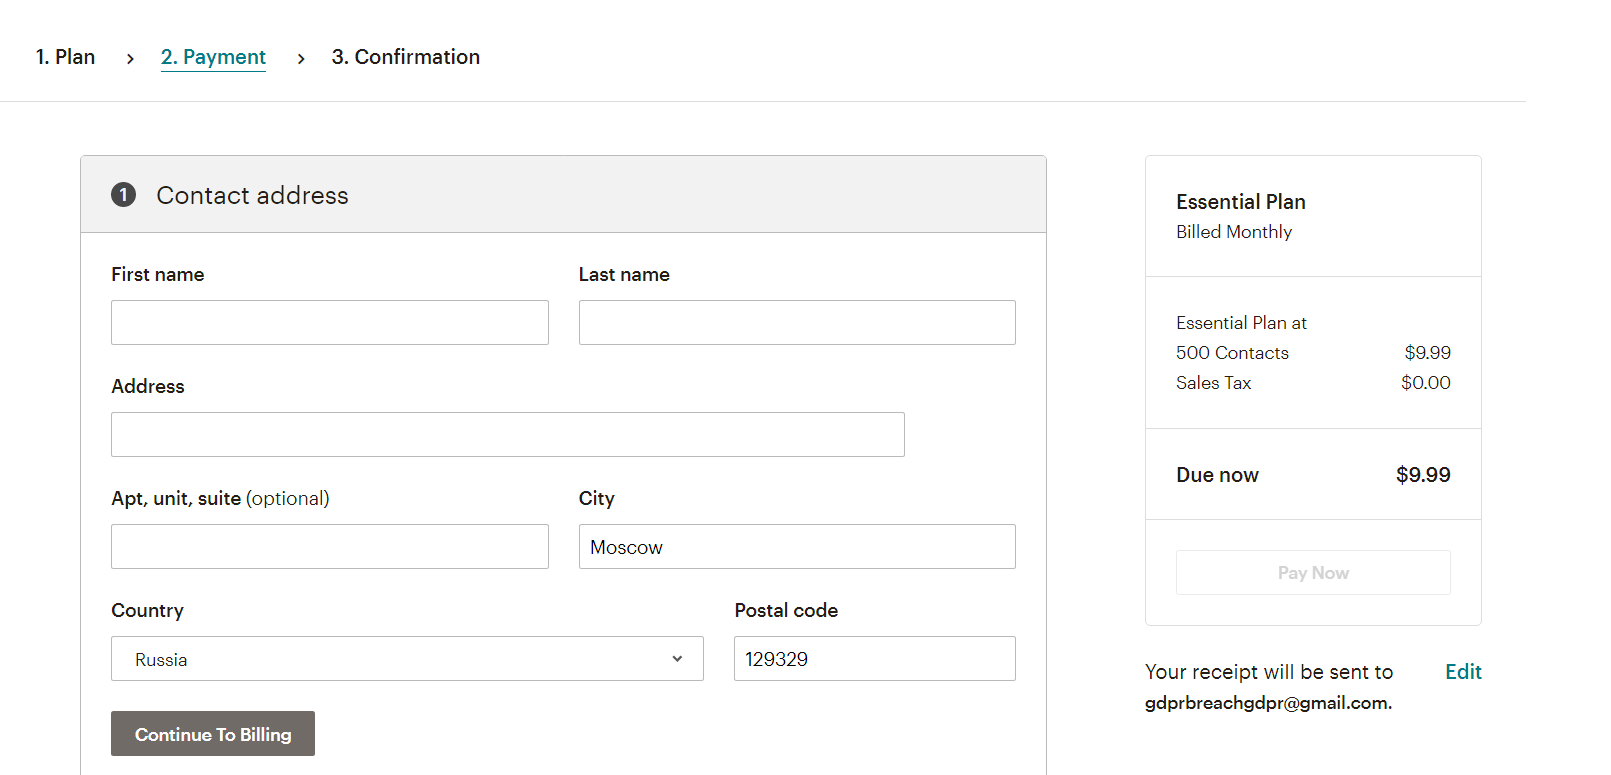 1. Plan > 2. Payment > 3. Confirmation
1 Contact address
First name Last name
Address
Apt, unit, suite (optional) City
Moscow
Country Postal code
Russia 129329
Continue To Billing
Essential Plan
Billed Monthly
Essential Plan at
500 Contacts $9.99
Sales Tax $0.00
Due now $9.99
Pay Now
Your receipt will be sent to Edit
gdprbreachgdpr@gmail.com.